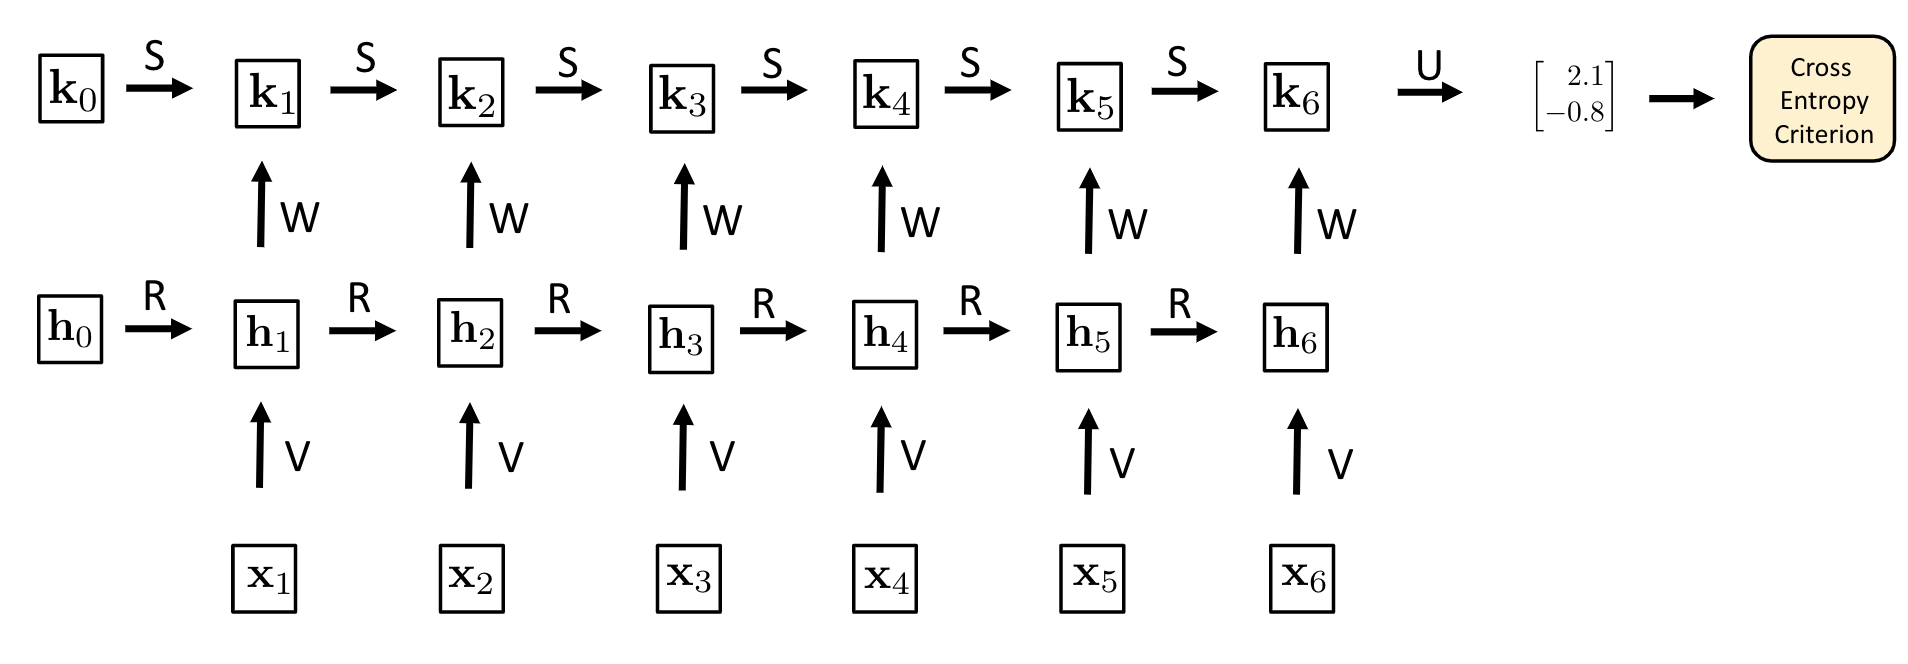 S S S S S S U
k0 k1 k2 k3 k4 k5 k6
2.1
-0.8
Cross
Entropy
Criterion
W W W W W W
R R R R R R
h0 h1 h2 h3 h4 h5 h6
V V V V V V
x1 x2 x3 x4 x5 x6